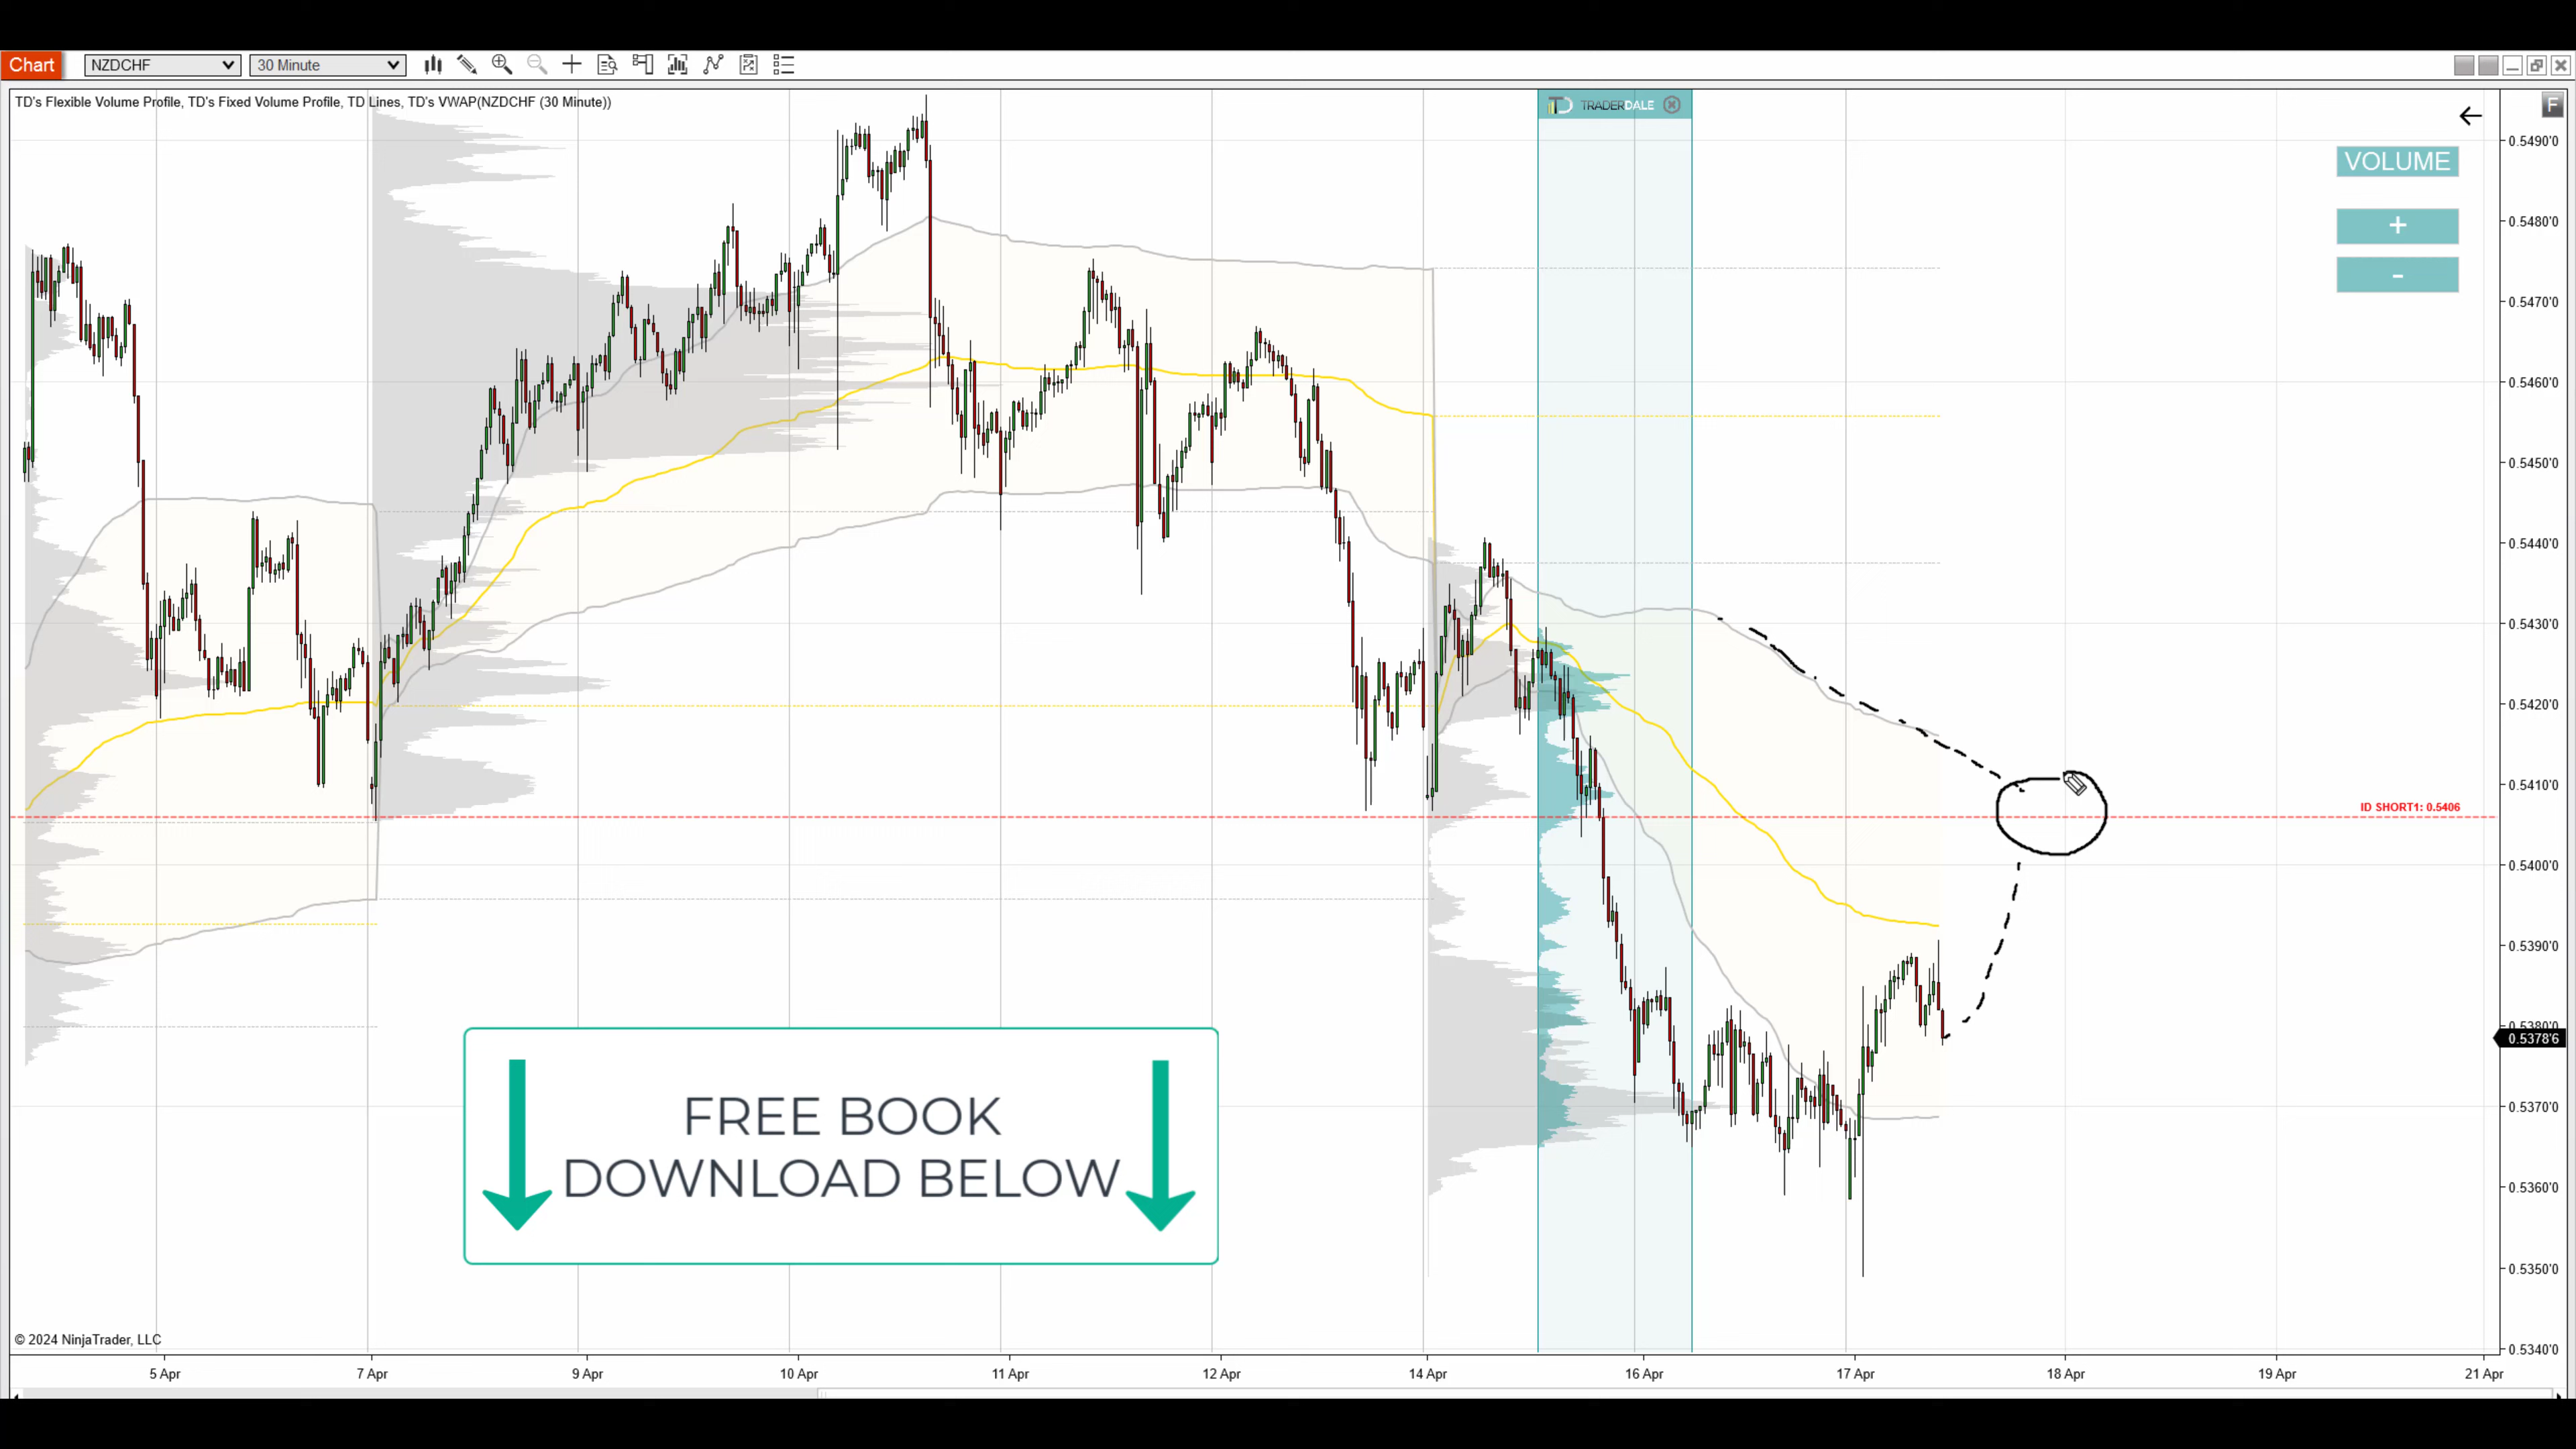 Chart
NZDCHF
30 Minute
TD's Flexible Volume Profile, TD's Fixed Volume Profile, TD Lines, TD's VWAP(NZDCHF (30 Minute))
TRADERDALE
F
0.5490'0
VOLUME
0.5480'0
+
-
0.5470'0
0.5460'0
0.5450'0
0.5440'0
0.5430'0
0.5420'0
0.5410'0
ID SHORT1: 0.5406
0.5400'0
0.5390'0
0.5380'0
0.5378'6
0.5370'0
FREE BOOK
DOWNLOAD BELOW
0.5360'0
0.5350'0
© 2024 NinjaTrader, LLC
0.5340'0
5 Apr 7 Apr 9 Apr 10 Apr 11 Apr 12 Apr 14 Apr 16 Apr 17 Apr 18 Apr 19 Apr 21 Apr